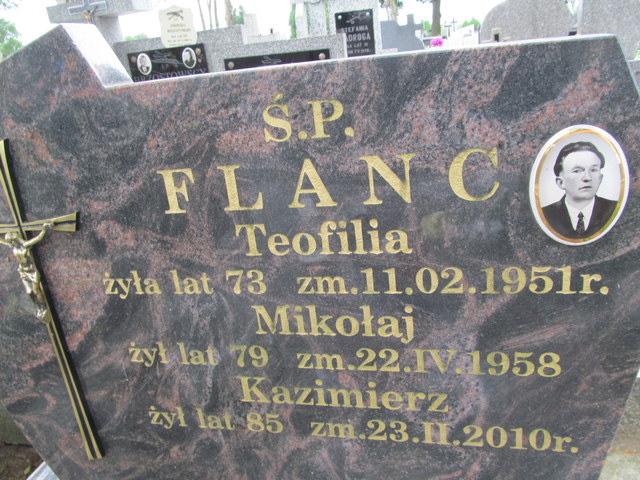 STEFANIA
Ś.P.
FLANC
Teofilia
żyła lat 73 zm.11.02.1951r.
Mikołaj
żył lat 79 zm.22.IV.1958
Kazimierz
żył lat 85 zm.23.II.2010r.